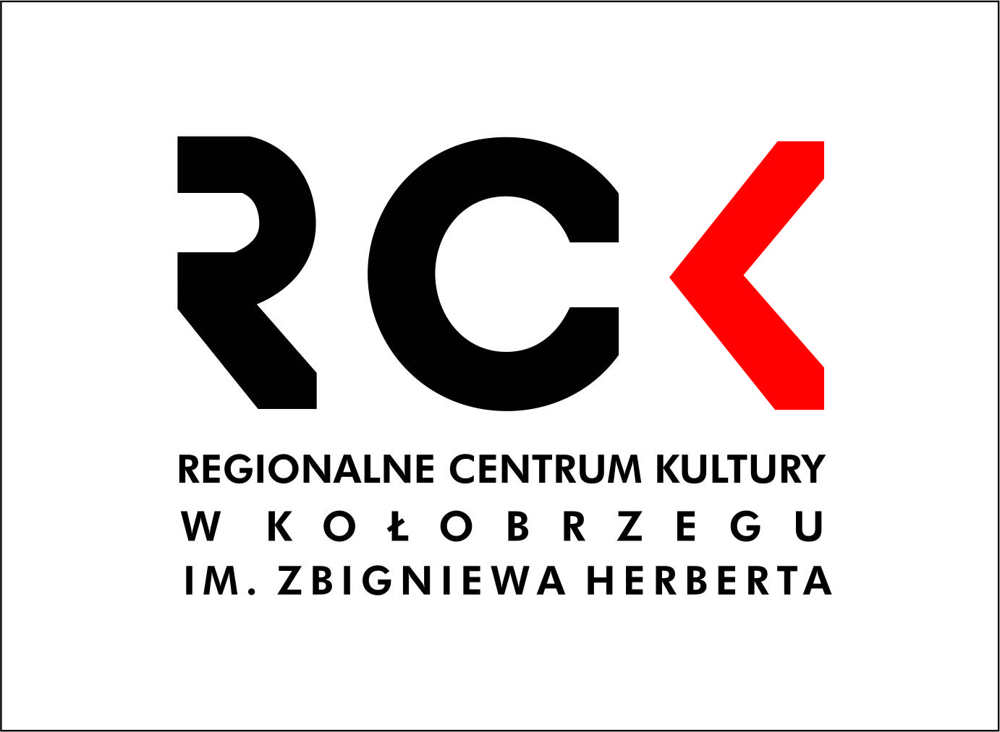 RCK
REGIONALNE CENTRUM KULTURY
W KOŁOBRZEGU
IM. ZBIGNIEWA HERBERTA